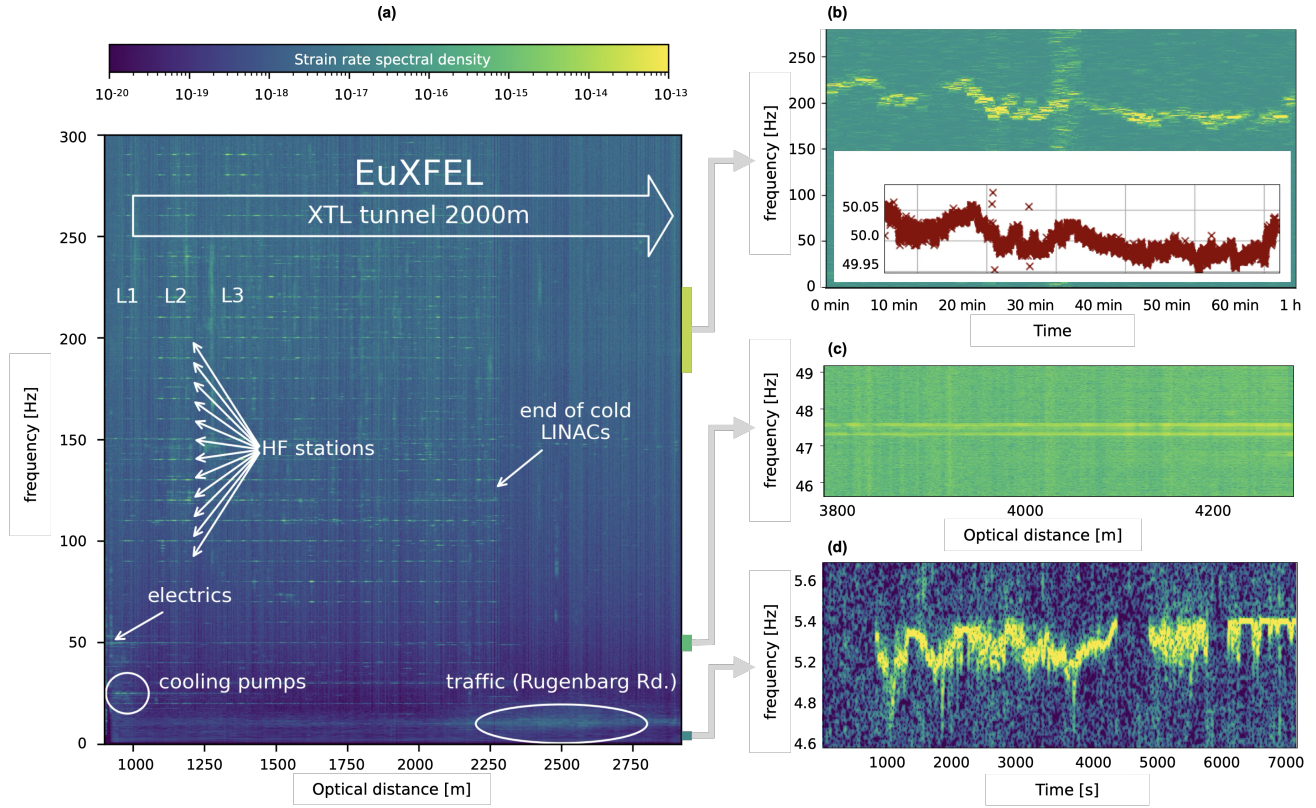 (a)
Strain rate spectral density
10-20 10-19 10-18 10-17 10-16 10-15 10-14 10-13
frequency [Hz]
300
250
200
150
100
50
0
EuXFEL
XTL tunnel 2000m
L1 L2 L3
HF stations
end of cold
LINACs
electrics
cooling pumps
traffic (Rugenbarg Rd.)
1000 1250 1500 1750 2000 2250 2500 2750
Optical distance [m]
(b)
frequency [Hz]
250
200
150
100
50
0
50.05
50.0
49.95
0 min 10 min 20 min 30 min 40 min 50 min 60 min 1 h
Time
(c)
frequency [Hz]
49
48
47
46
3800 4000 4200
Optical distance [m]
(d)
frequency [Hz]
5.6
5.4
5.2
4.8
4.6
1000 2000 3000 4000 5000 6000 7000
Time [s]